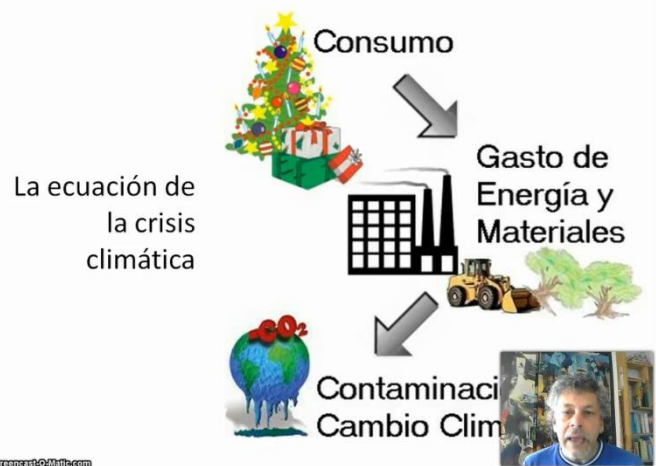 Consumo
La ecuación de
la crisis
climática
Gasto de
Energía y
Materiales
-CO2
Contaminaci
Cambio Clim
reencast-O-Matic.com